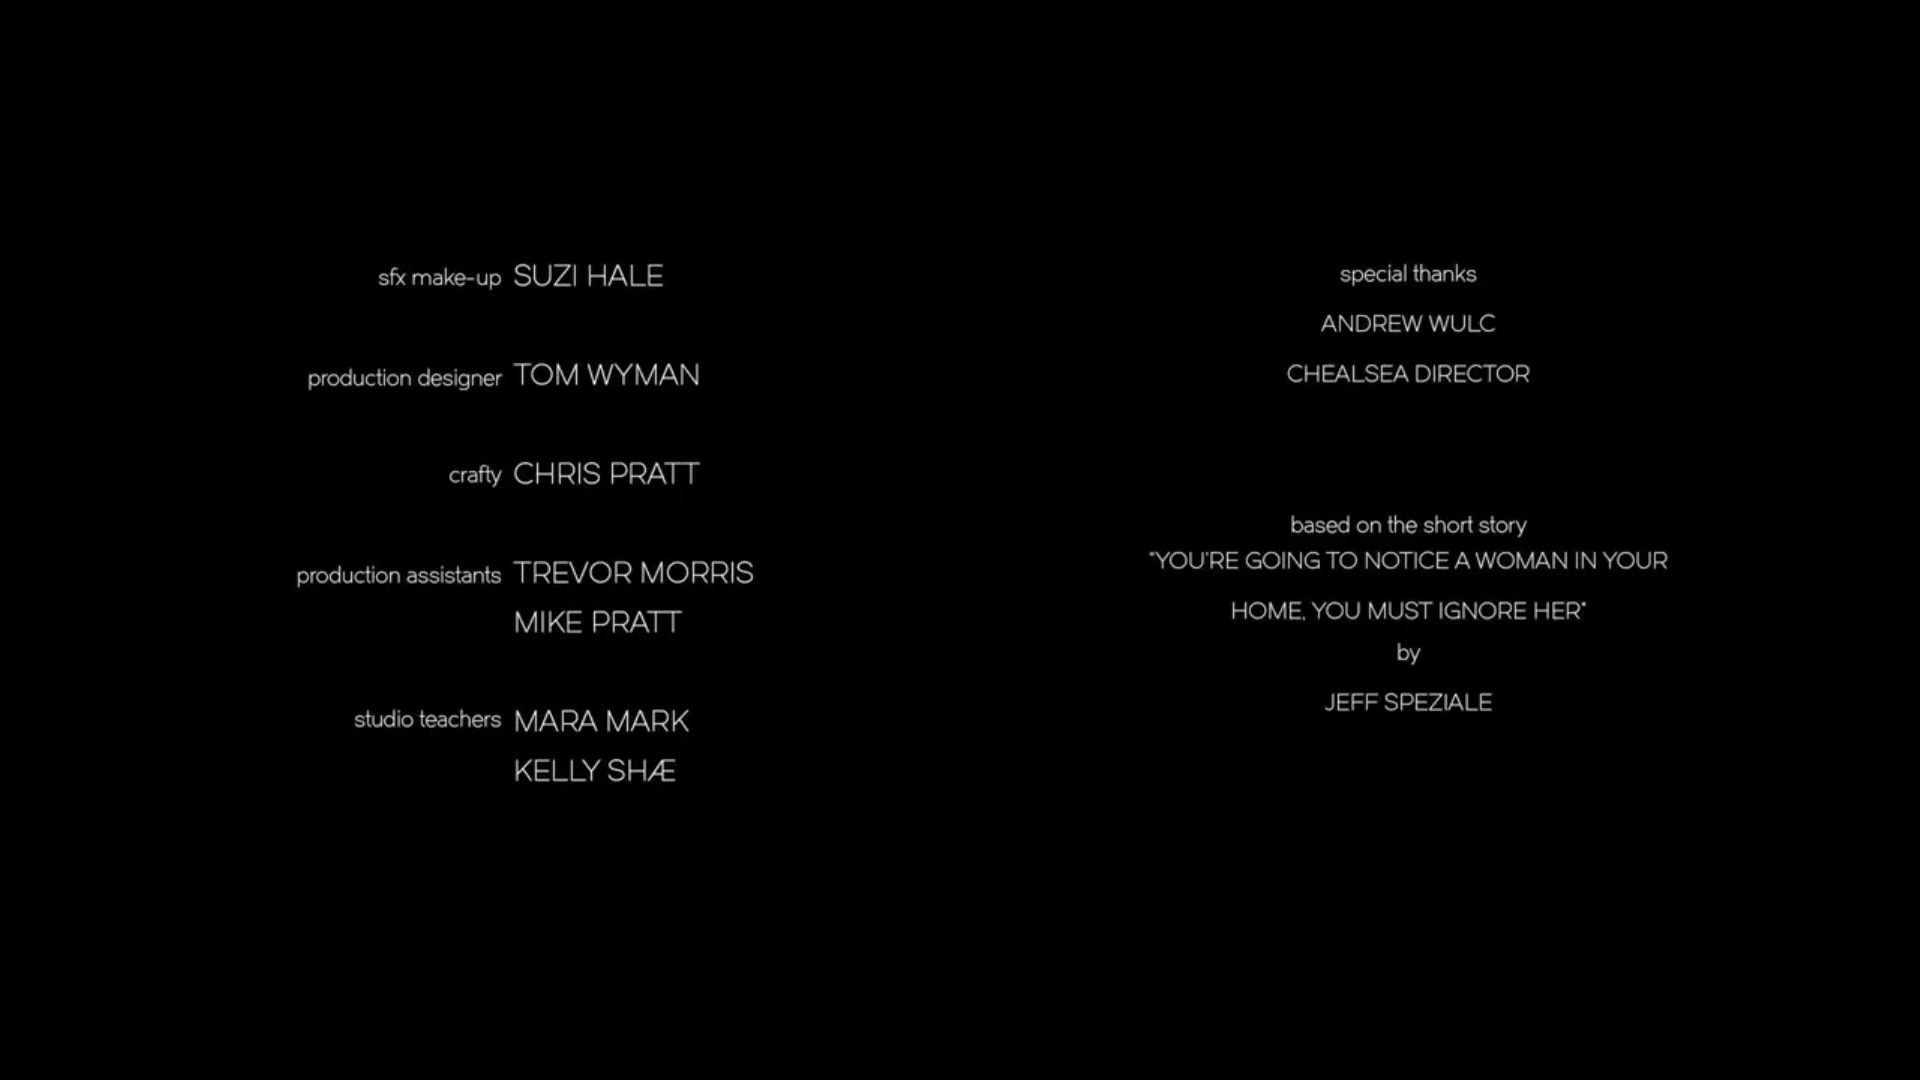 sfx make-up SUZI HALE
production designer TOM WYMAN
crafty CHRIS PRATT
production assistants TREVOR MORRIS
MIKE PRATT
studio teachers MARA MARK
KELLY SHÆ
special thanks
ANDREW WULC
CHEALSEA DIRECTOR
based on the short story
"YOU'RE GOING TO NOTICE A WOMAN IN YOUR
HOME, YOU MUST IGNORE HER"
by
JEFF SPEZIALE